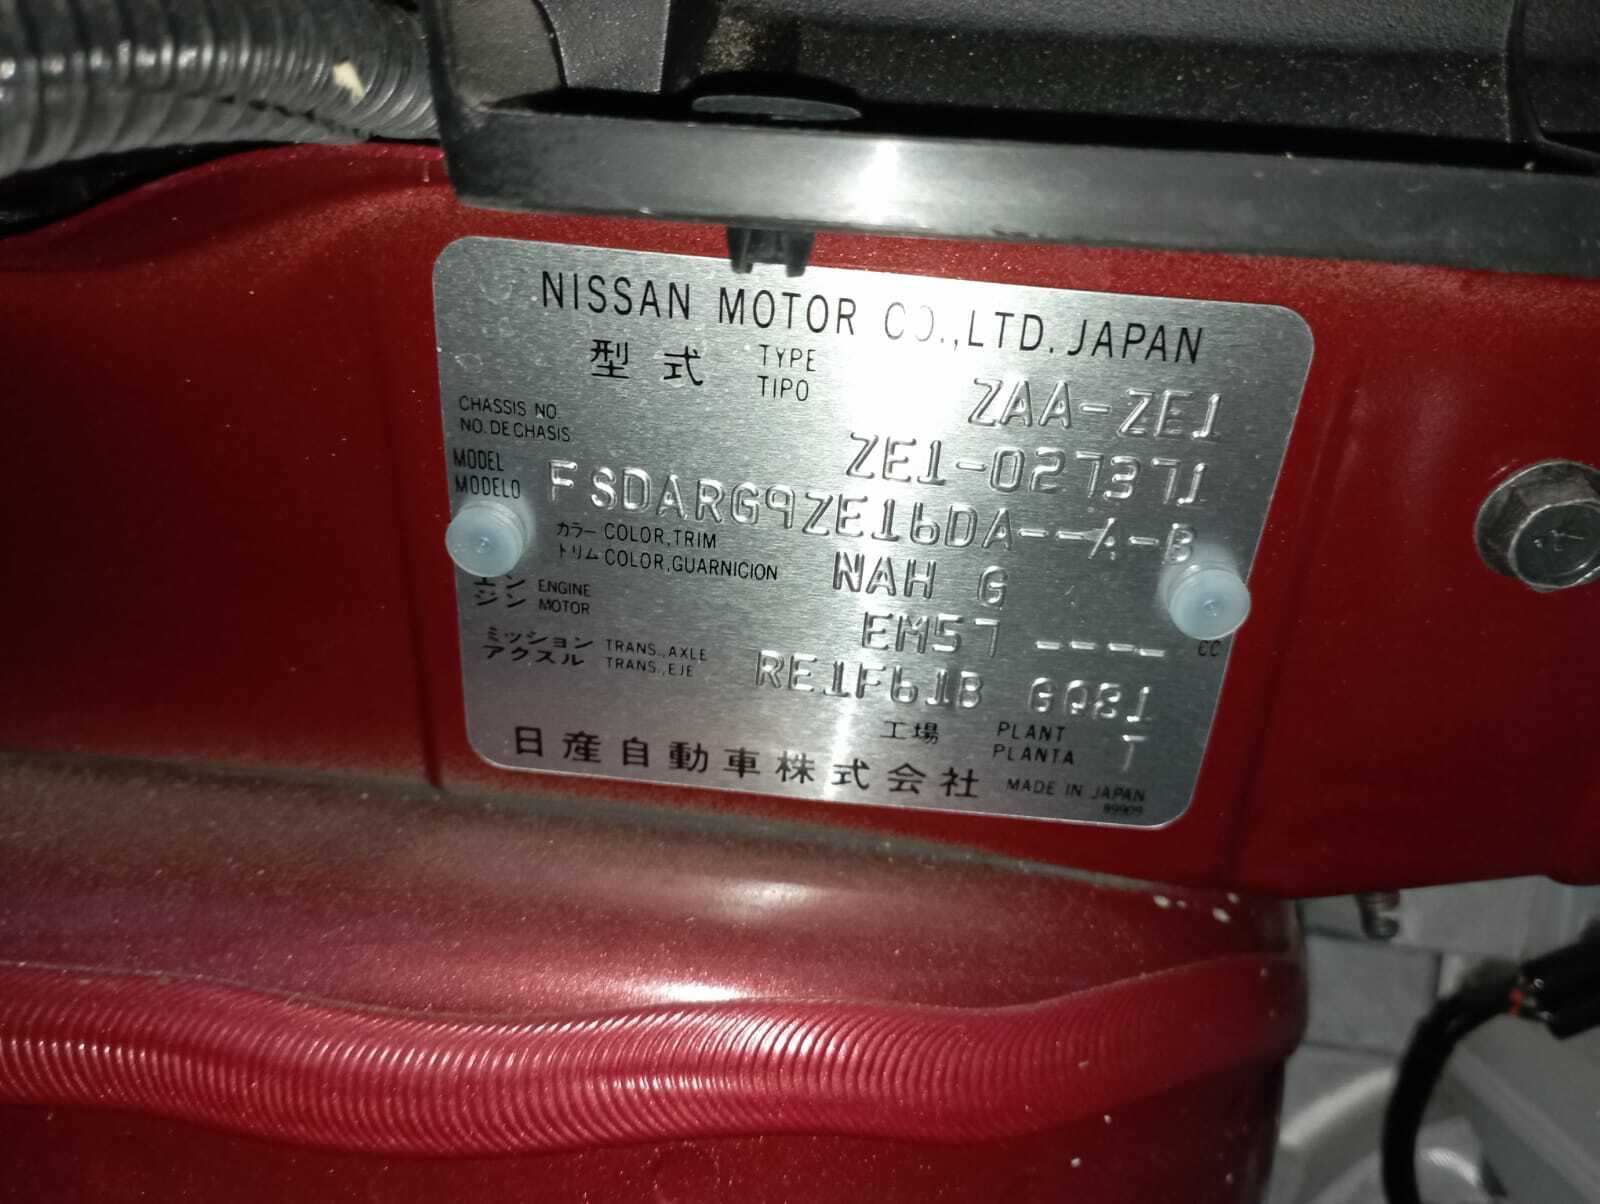 NISSAN MOTOR CO.,LTD. JAPAN
型 式 TYPE ZAA-ZE1
TIPO
CHASSIS NO. ZE1-027371
NO. DE CHASIS
MODEL FSDARG9ZE16DA--A-B
MODELO
カラー COLOR,TRIM NAH G
トリム COLOR,GUARNICION
エン ENGINE EM57 ---- CC
ジン MOTOR
ミッション TRANS.,AXLE RE1F61B GQ81
アクスル TRANS.,EJE
工場 PLANT T
PLANTA
日産自動車株式会社 MADE IN JAPAN
89909